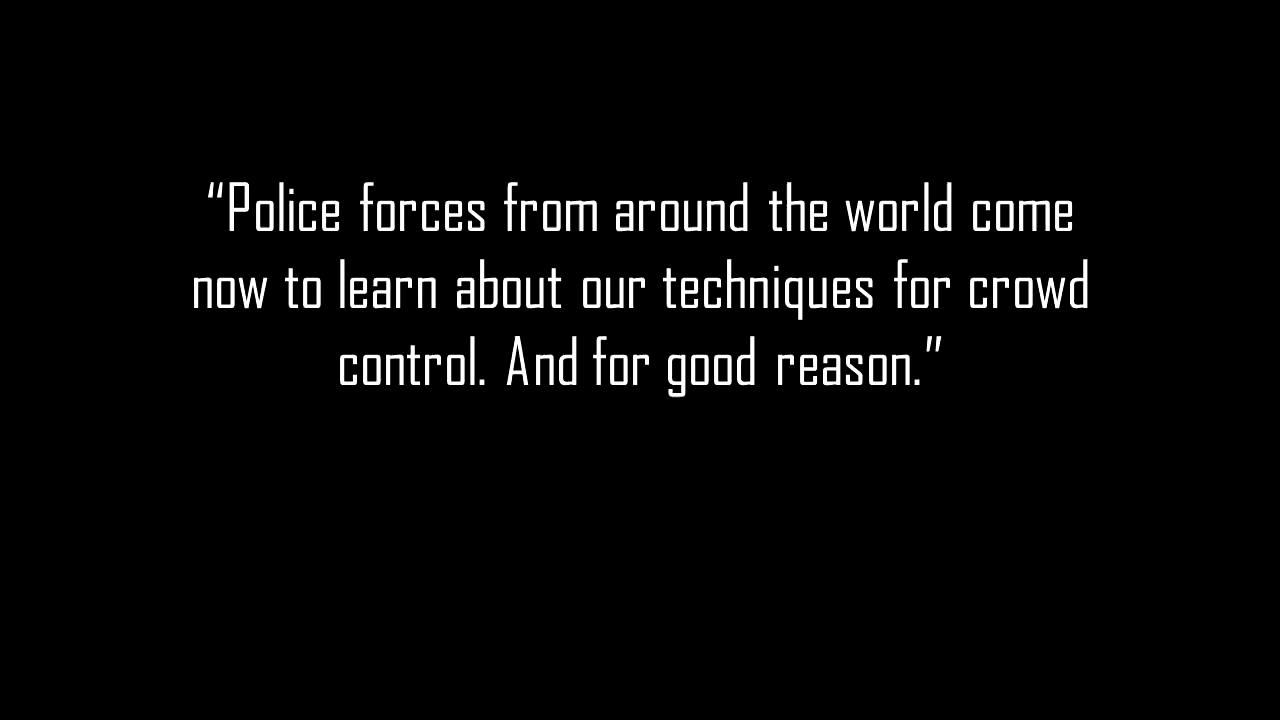 “Police forces from around the world come
now to learn about our techniques for crowd
control. And for good reason.”